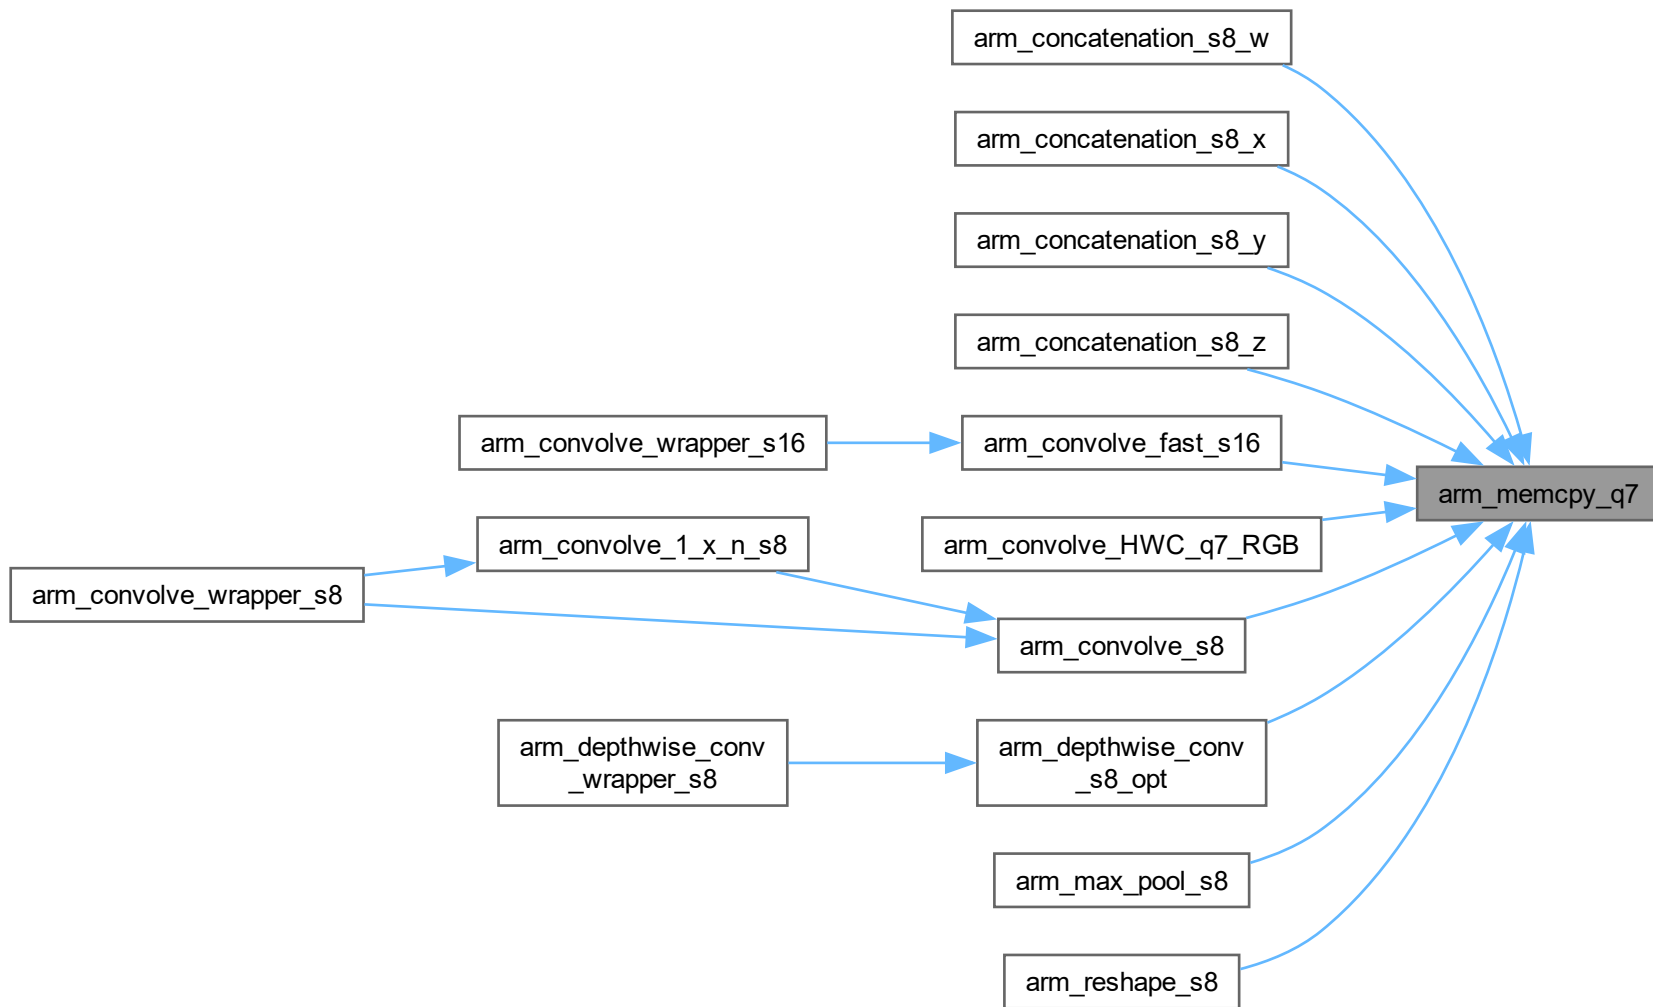 arm_concatenation_s8_w
arm_concatenation_s8_x
arm_concatenation_s8_y
arm_concatenation_s8_z
arm_convolve_wrapper_s16
arm_convolve_fast_s16
arm_memcpy_q7
arm_convolve_1_x_n_s8
arm_convolve_HWC_q7_RGB
arm_convolve_wrapper_s8
arm_convolve_s8
arm_depthwise_conv
_wrapper_s8
arm_depthwise_conv
_s8_opt
arm_max_pool_s8
arm_reshape_s8